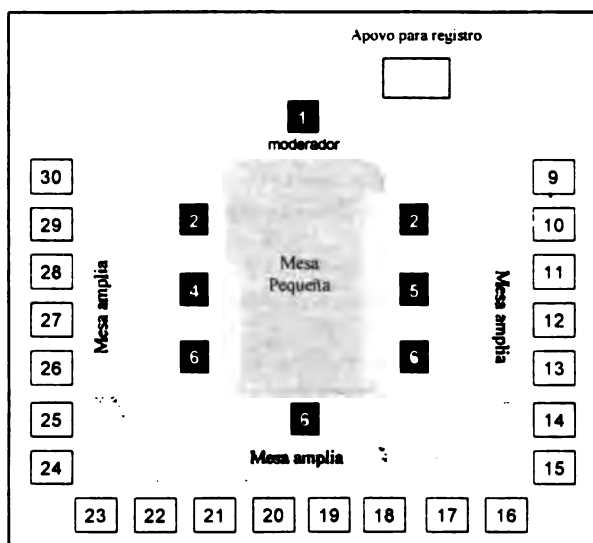 Apoyo para registro
1
moderador
30
9
29
2
2
10
28
Mesa
Pequeña
11
Mesa amplia
4
5
Mesa amplia
27
12
26
6
6
13
25
6
14
Mesa amplia
24
15
23 22 21 20 19 18 17 16